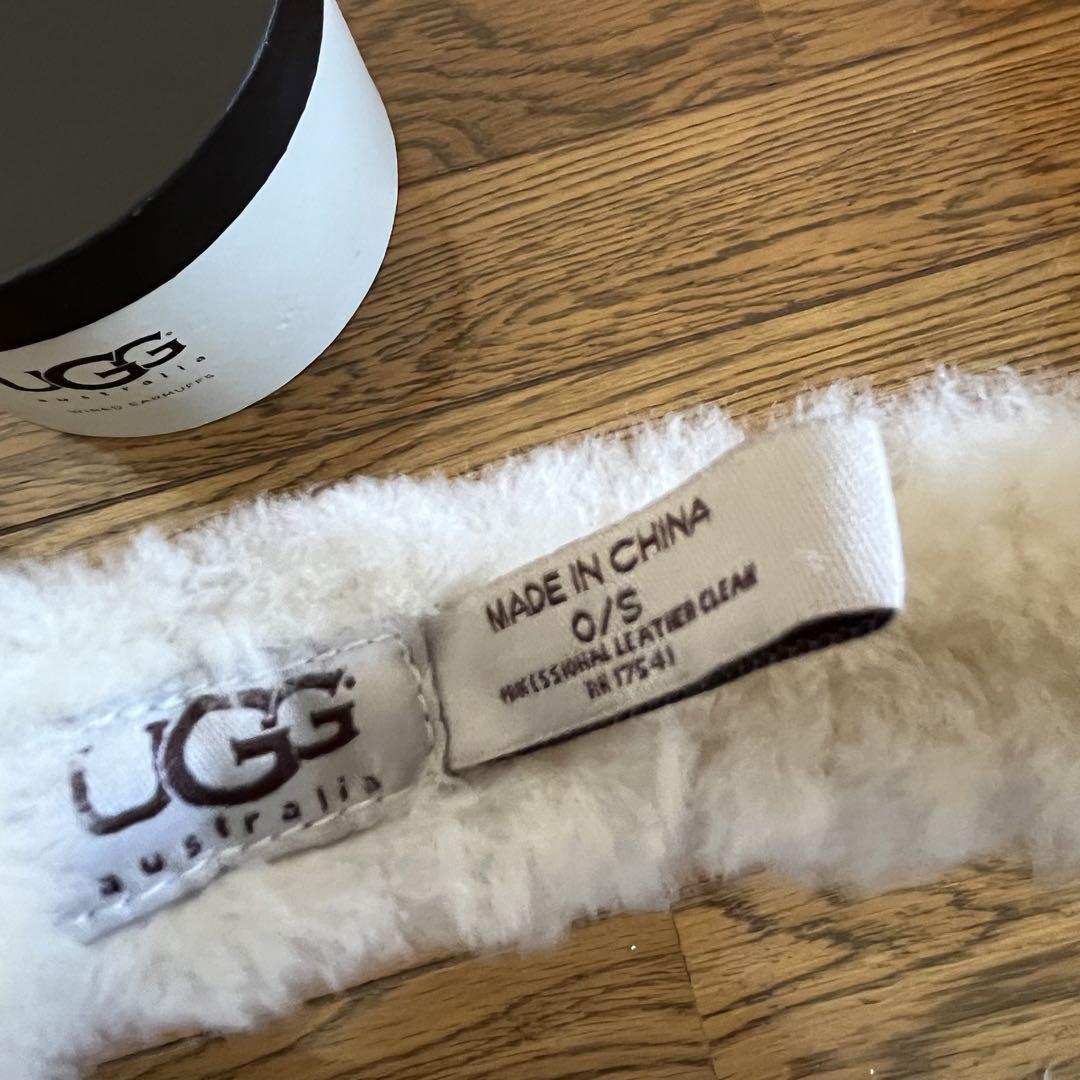 UGG
australia
WIRED EARMUFFS
MADE IN CHINA
O/S
PROFESSIONAL LEATHER CLEAN
RN 17541
UGG
australia